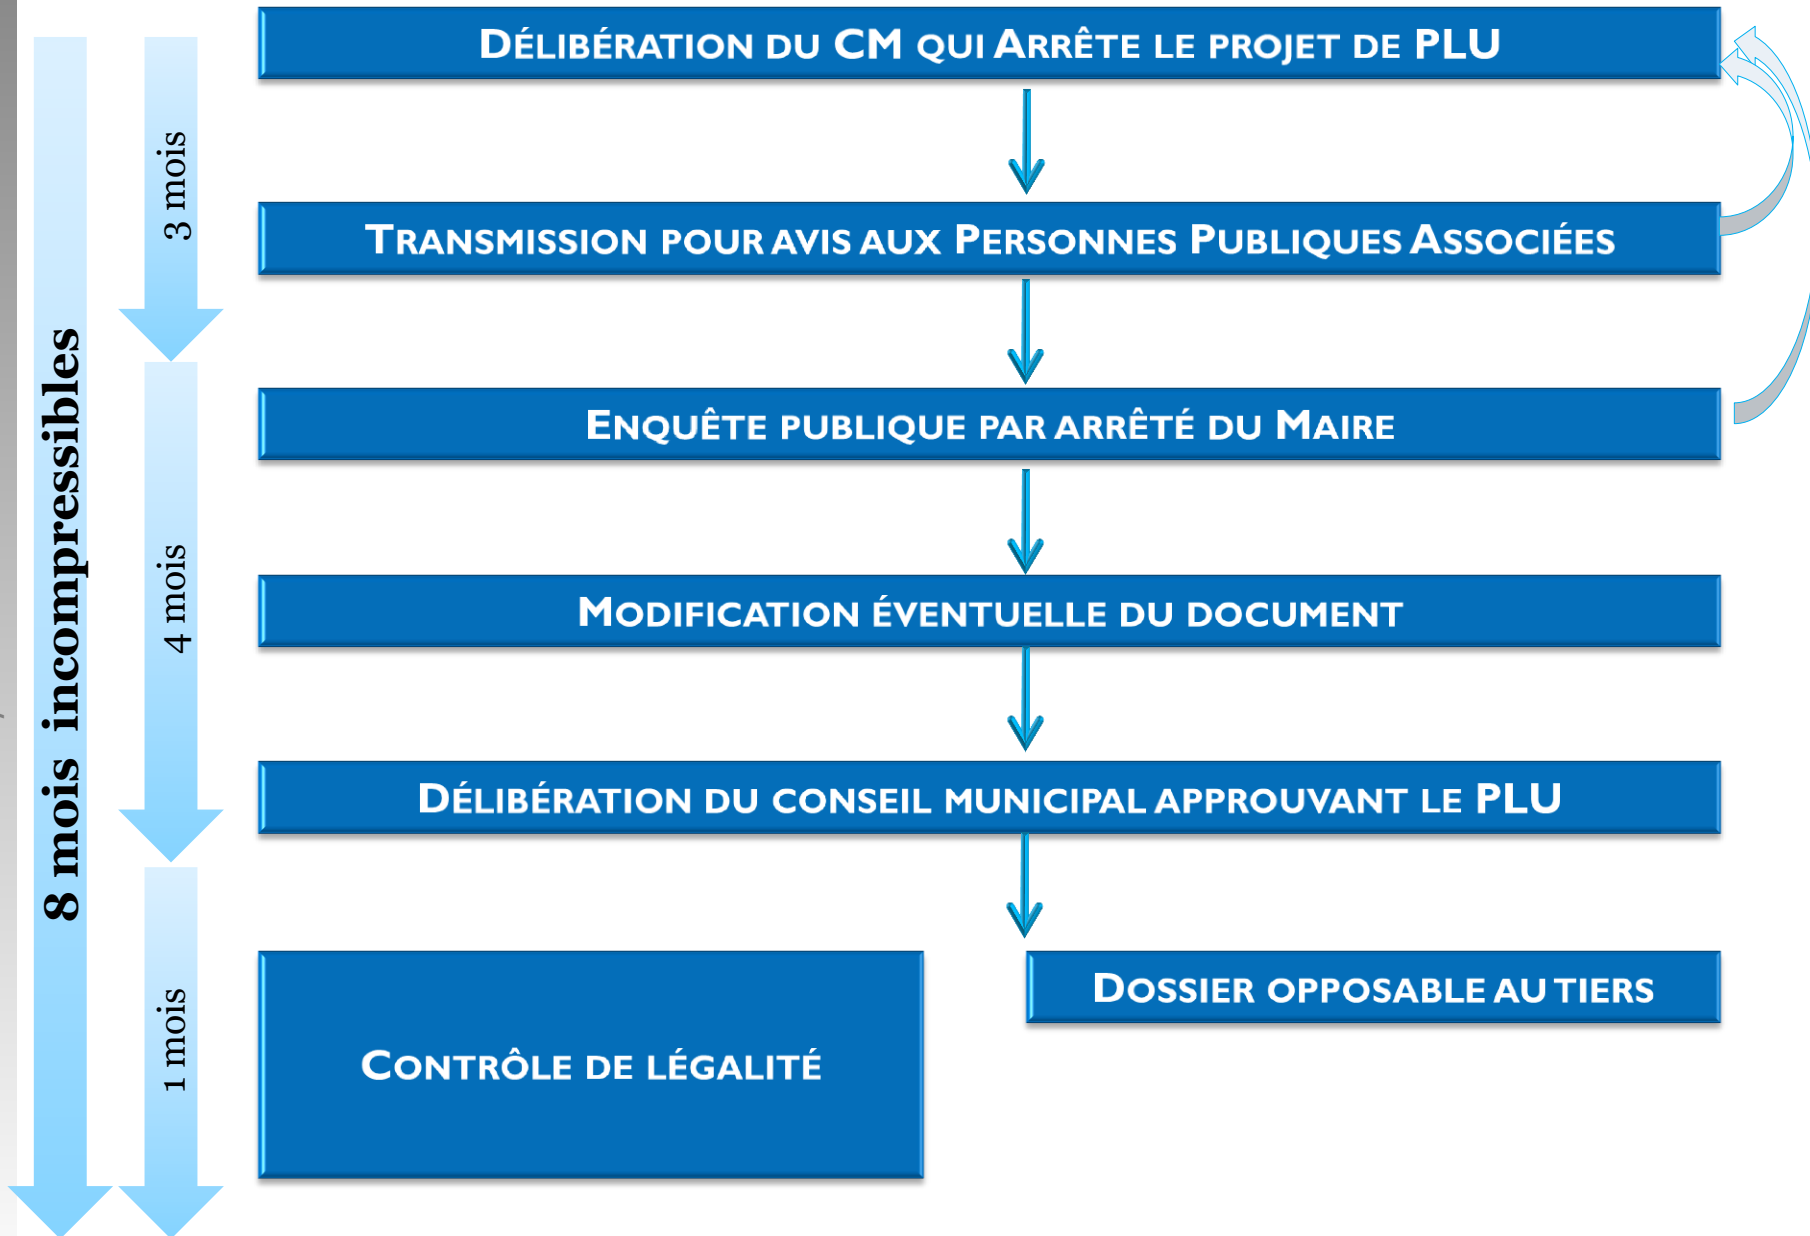 DÉLIBÉRATION DU CM QUI ARRÊTE LE PROJET DE PLU
3 mois
TRANSMISSION POUR AVIS AUX PERSONNES PUBLIQUES ASSOCIÉES
8 mois incompressibles
ENQUÊTE PUBLIQUE PAR ARRÊTÉ DU MAIRE
4 mois
MODIFICATION ÉVENTUELLE DU DOCUMENT
DÉLIBÉRATION DU CONSEIL MUNICIPAL APPROUVANT LE PLU
1 mois
DOSSIER OPPOSABLE AU TIERS
CONTRÔLE DE LÉGALITÉ